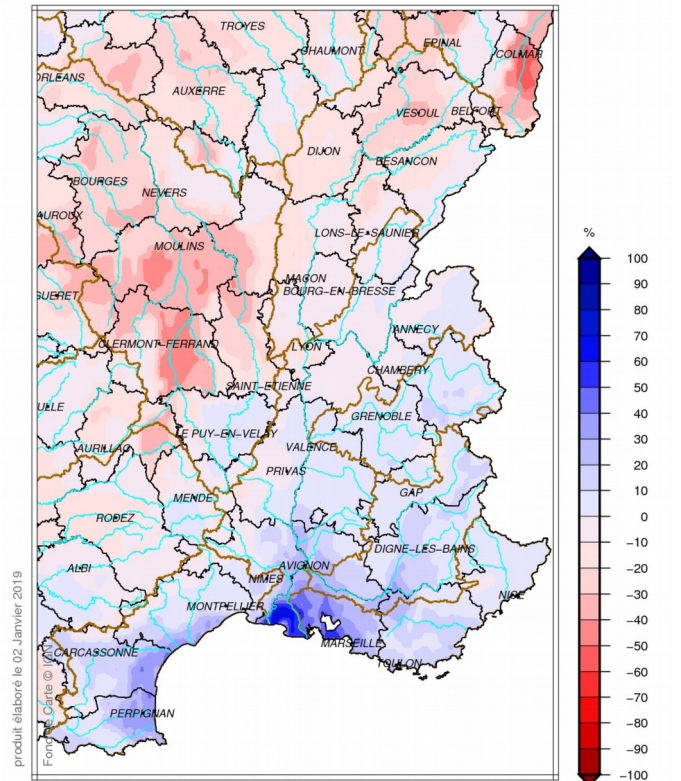 TROYES
CHAUMONT
EPINAL
COLMAR
ORLEANS
AUXERRE
VESOUL
BELFORT
DIJON
BESANCON
BOURGES
NEVERS
AUROUX
LONS-LE-SAUNIER
MOULINS
MACON
BOURG-EN-BRESSE
GUERET
ANNECY
CLERMONT-FERRAND
LYON
CHAMBERY
SAINT-ETIENNE
ULLE
GRENOBLE
LE PUY-EN-VELAY
VALENCE
AURILLAC
PRIVAS
MENDE
GAP
RODEZ
DIGNE-LES-BAINS
ALBI
AVIGNON
NIMES
NICE
MONTPELLIER
MARSEILLE
CARCASSONNE
TOULON
PERPIGNAN
produit élaboré le 02 Janvier 2019
Fond de Carte © IGN
%
100
90
80
70
60
50
40
30
20
10
0
-10
-20
-30
-40
-50
-60
-70
-80
-90
-100